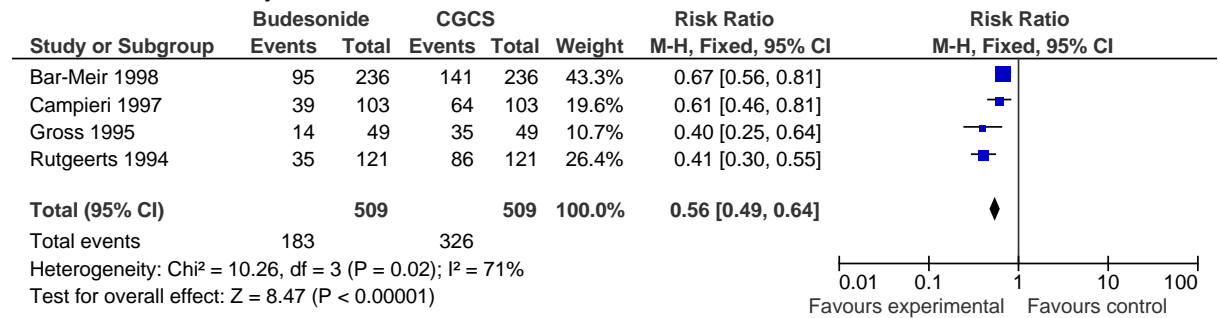 Budesonide CGCS Risk Ratio Risk Ratio
Study or Subgroup Events Total Events Total Weight M-H, Fixed, 95% CI M-H, Fixed, 95% CI
Bar-Meir 1998 95 236 141 236 43.3% 0.67 [0.56, 0.81]
Campieri 1997 39 103 64 103 19.6% 0.61 [0.46, 0.81]
Gross 1995 14 49 35 49 10.7% 0.40 [0.25, 0.64]
Rutgeerts 1994 35 121 86 121 26.4% 0.41 [0.30, 0.55]
Total (95% CI) 509 509 100.0% 0.56 [0.49, 0.64]
Total events 183 326
Heterogeneity: Chi² = 10.26, df = 3 (P = 0.02); I² = 71%
Test for overall effect: Z = 8.47 (P < 0.00001)
0.01 0.1 1 10 100
Favours experimental Favours control